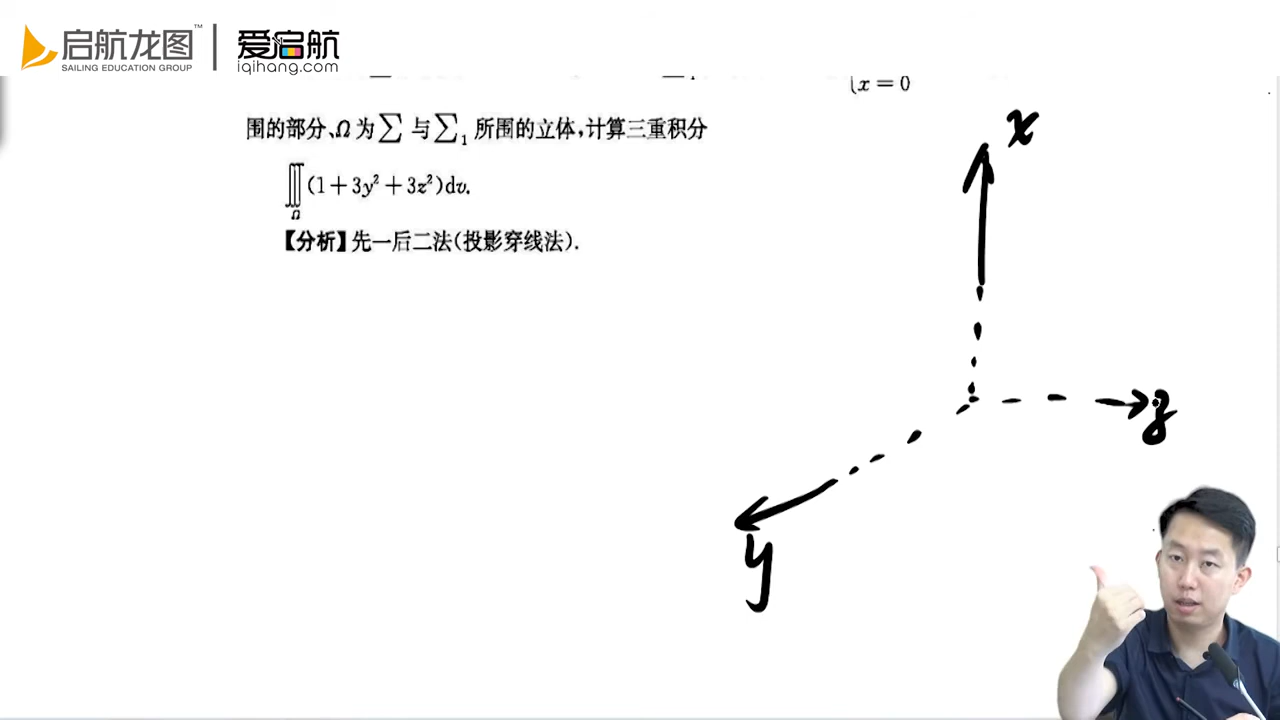 启航龙图™
SAILING EDUCATION GROUP
爱启航
iqihang.com
x=0
围的部分、Ω为∑与∑₁所围的立体,计算三重积分
∭Ω(1+3y²+3z²)dv.
【分析】先一后二法(投影穿线法).
x
z
y